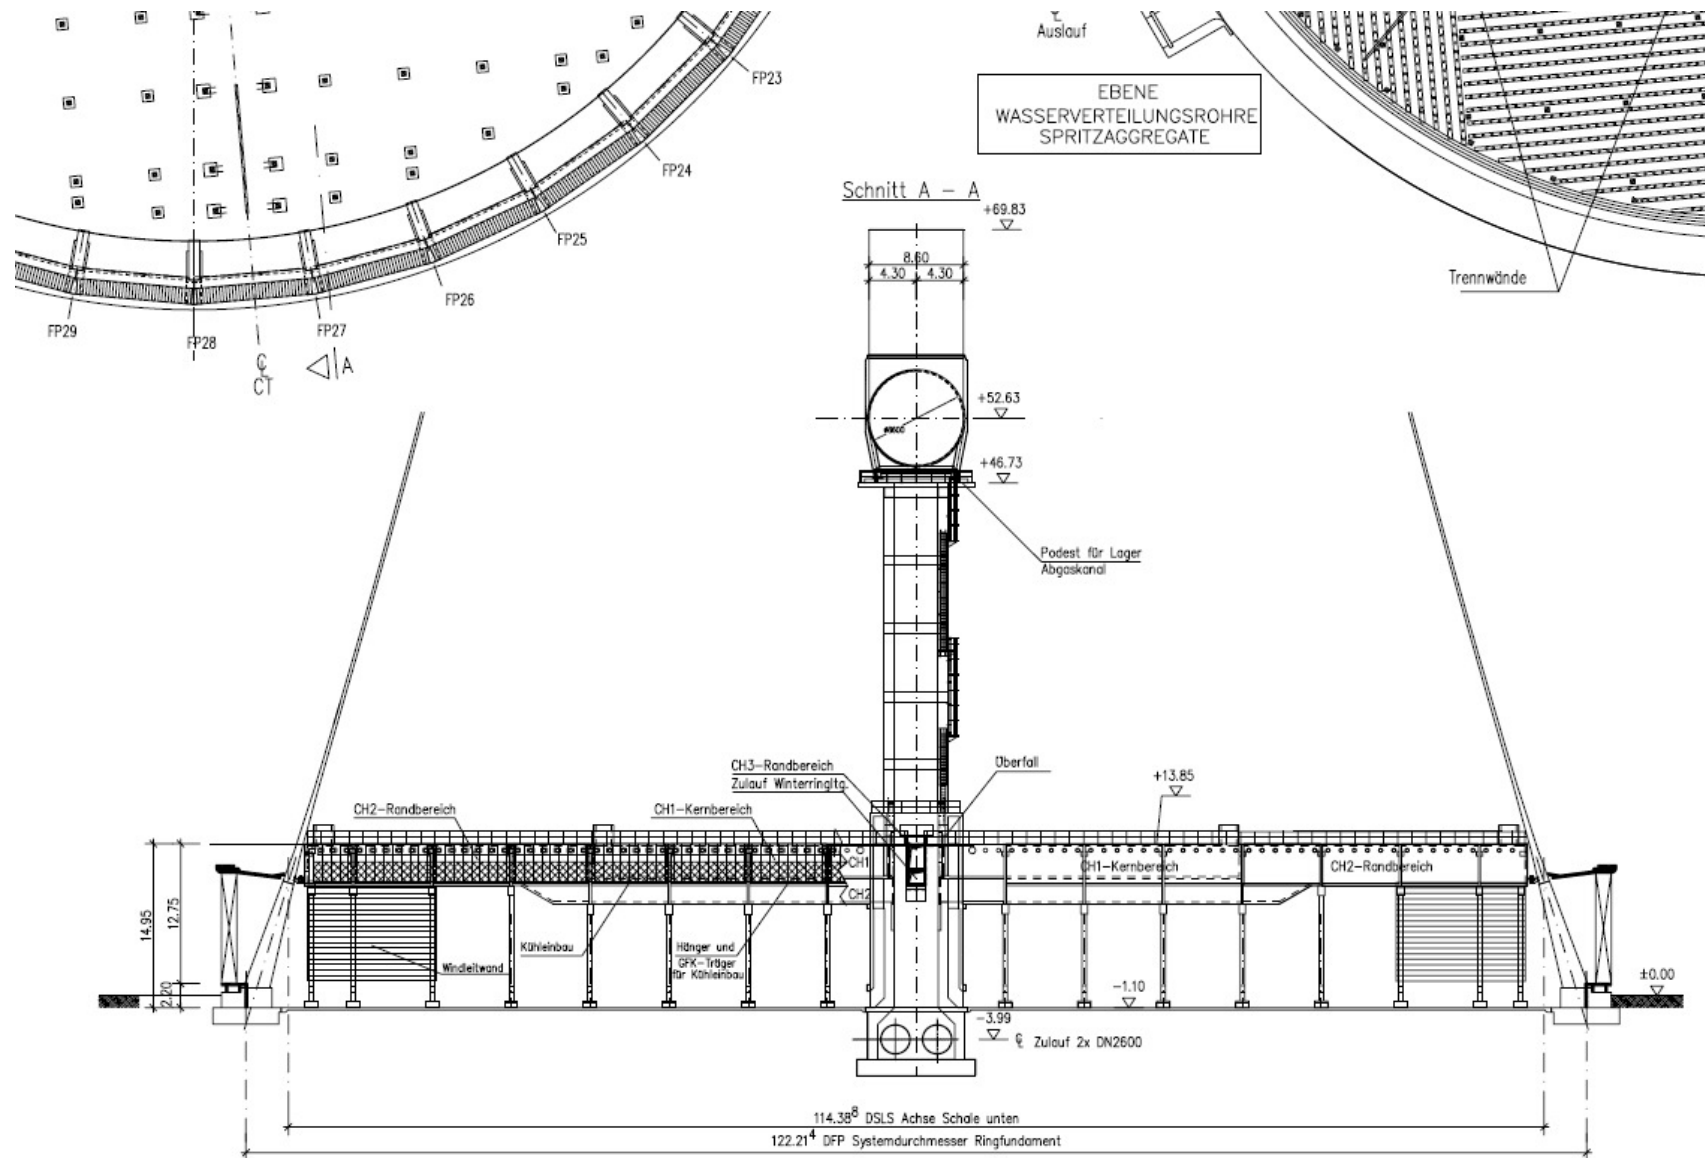 FP23
FP24
FP25
FP26
FP27
FP28
FP29
℄
CT
A
℄
Auslauf
EBENE
WASSERVERTEILUNGSROHRE
SPRITZAGGREGATE
Trennwände
Schnitt A – A
+69.83
8.60
4.30 4.30
+52.63
ø8600
+46.73
Podest für Lager
Abgaskanal
CH3-Randbereich
Zulauf Winterringltg.
Überfall
+13.85
CH2-Randbereich
CH1-Kernbereich
CH1
CH2
CH1-Kernbereich
CH2-Randbereich
14.95
12.75
2.20
Windleitwand
Kühleinbau
Hänger und
GFK-Träger
für Kühleinbau
±0.00
-1.10
-3.99
℄ Zulauf 2x DN2600
114.38⁸ DSLS Achse Schale unten
122.21⁴ DFP Systemdurchmesser Ringfundament